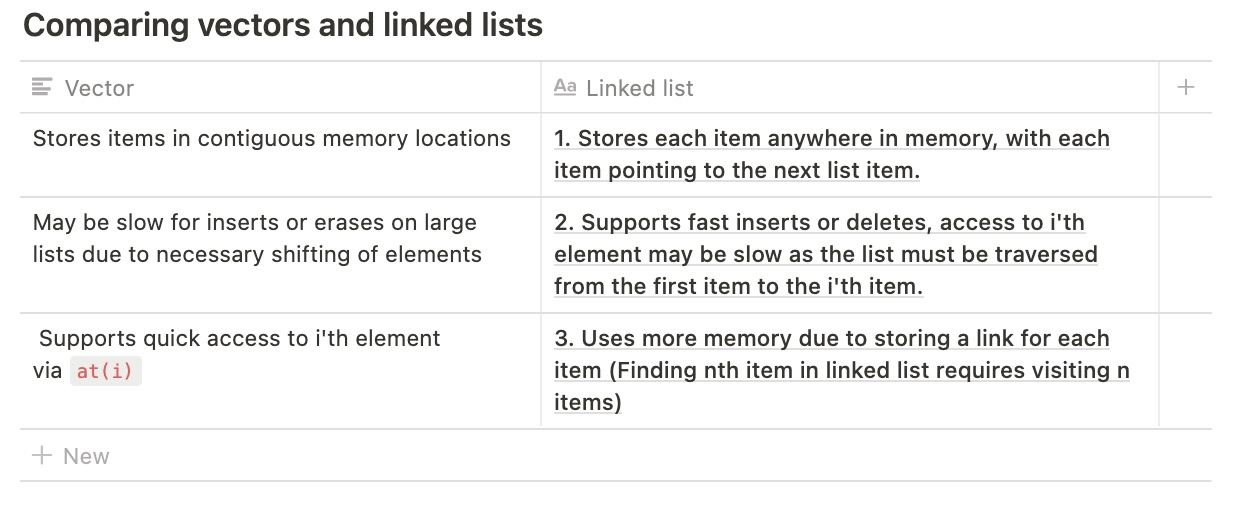 Comparing vectors and linked lists
Vector
Aa Linked list
Stores items in contiguous memory locations
1. Stores each item anywhere in memory, with each
item pointing to the next list item.
May be slow for inserts or erases on large
lists due to necessary shifting of elements
2. Supports fast inserts or deletes, access to i'th
element may be slow as the list must be traversed
from the first item to the i'th item.
Supports quick access to i'th element
via at(i)
3. Uses more memory due to storing a link for each
item (Finding nth item in linked list requires visiting n
items)
+ New